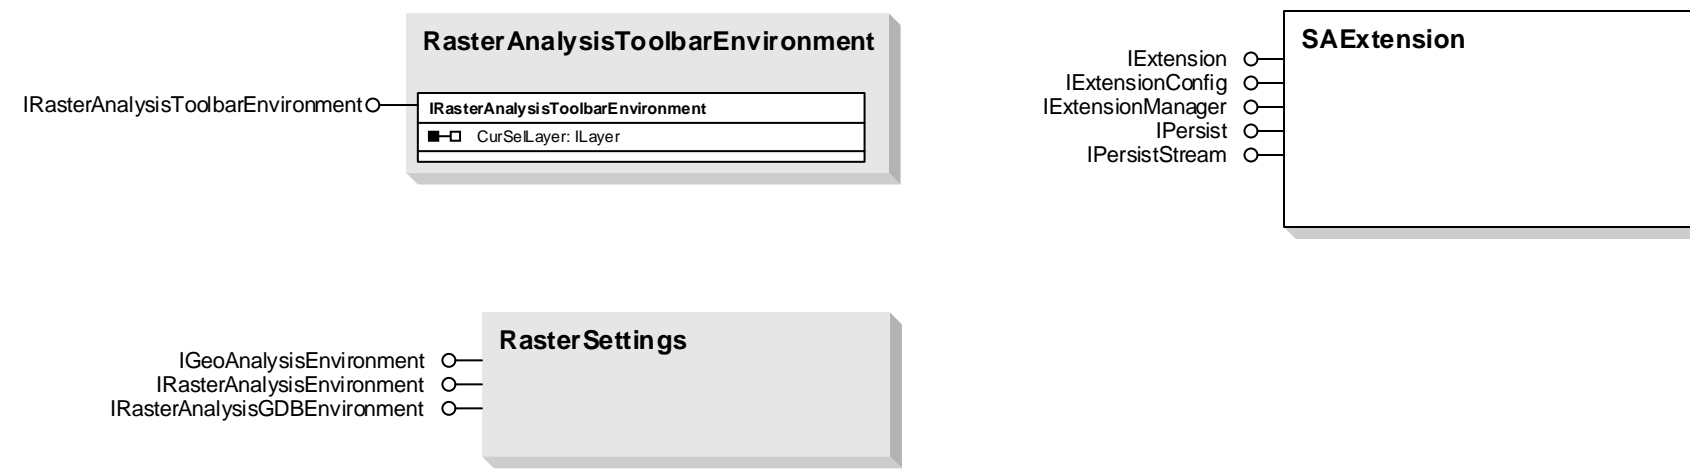 RasterAnalysisToolbarEnvironment
IRasterAnalysisToolbarEnvironment
IRasterAnalysisToolbarEnvironment
CurSelLayer: ILayer
SAExtension
IExtension
IExtensionConfig
IExtensionManager
IPersist
IPersistStream
RasterSettings
IGeoAnalysisEnvironment
IRasterAnalysisEnvironment
IRasterAnalysisGDBEnvironment